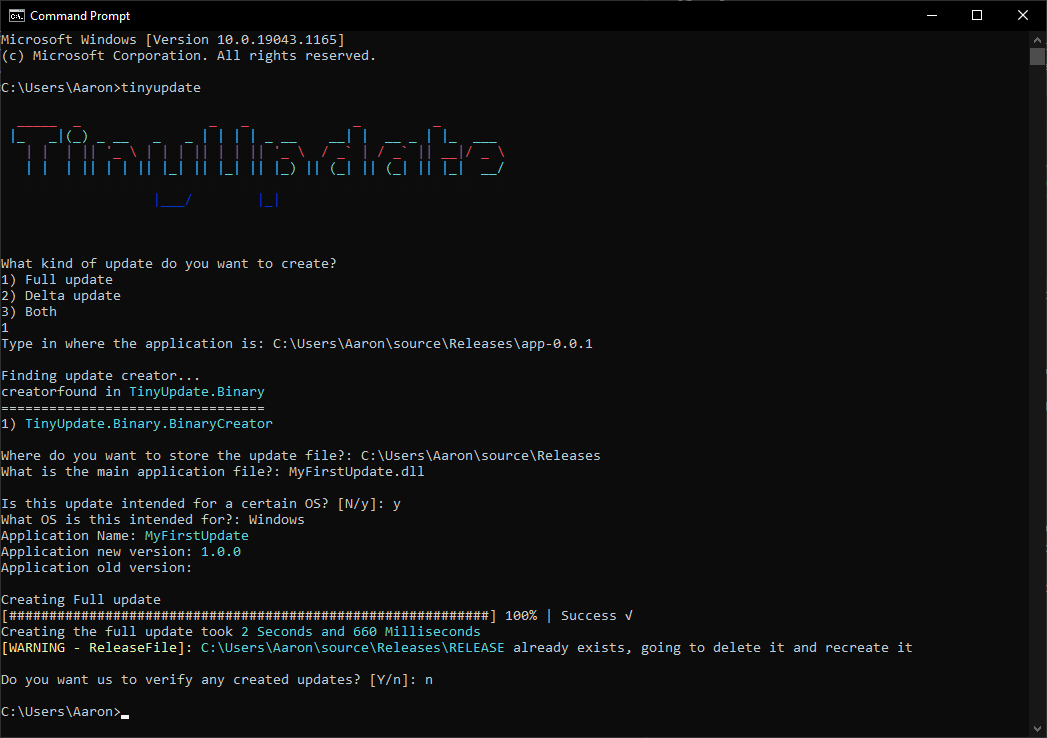 Command Prompt
Microsoft Windows [Version 10.0.19043.1165]
(c) Microsoft Corporation. All rights reserved.
C:\Users\Aaron>tinyupdate
TinyUpdate
What kind of update do you want to create?
1) Full update
2) Delta update
3) Both
1
Type in where the application is: C:\Users\Aaron\source\Releases\app-0.0.1
Finding update creator...
creatorfound in TinyUpdate.Binary
=================================
1) TinyUpdate.Binary.BinaryCreator
Where do you want to store the update file?: C:\Users\Aaron\source\Releases
What is the main application file?: MyFirstUpdate.dll
Is this update intended for a certain OS? [N/y]: y
What OS is this intended for?: Windows
Application Name: MyFirstUpdate
Application new version: 1.0.0
Application old version:
Creating Full update
[############################################################] 100% | Success √
Creating the full update took 2 Seconds and 660 Milliseconds
[WARNING - ReleaseFile]: C:\Users\Aaron\source\Releases\RELEASE already exists, going to delete it and recreate it
Do you want us to verify any created updates? [Y/n]: n
C:\Users\Aaron>